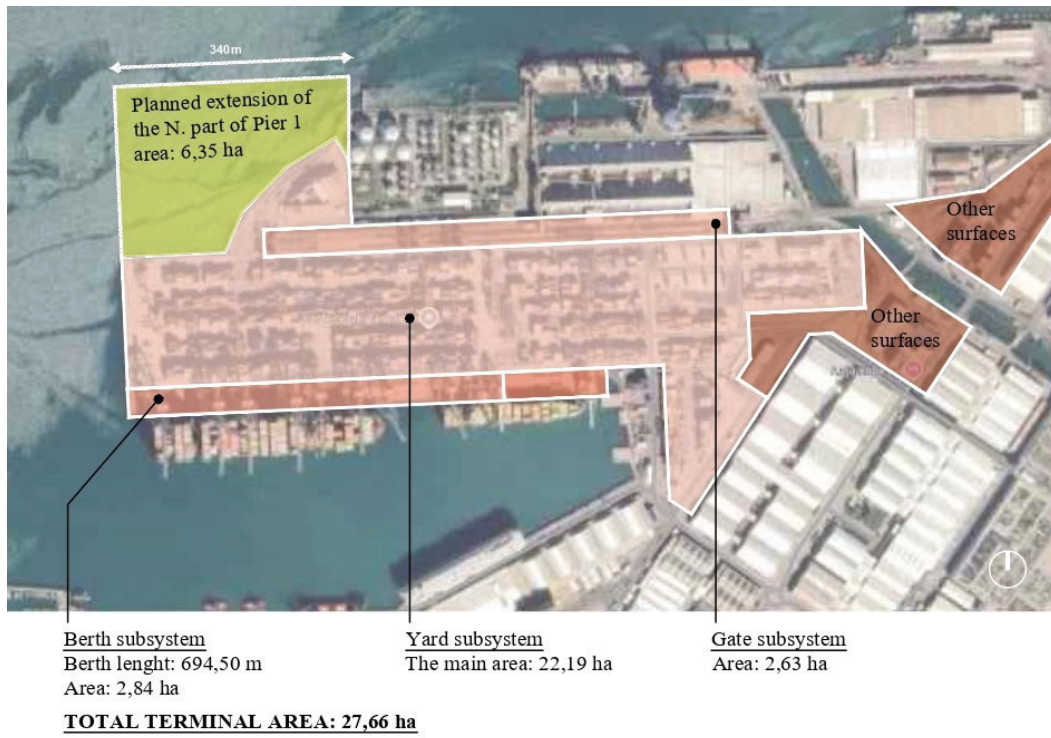 340m
Planned extension of
the N. part of Pier 1
area: 6,35 ha
Other
surfaces
Other
surfaces
Berth subsystem
Berth lenght: 694,50 m
Area: 2,84 ha
Yard subsystem
The main area: 22,19 ha
Gate subsystem
Area: 2,63 ha
TOTAL TERMINAL AREA: 27,66 ha